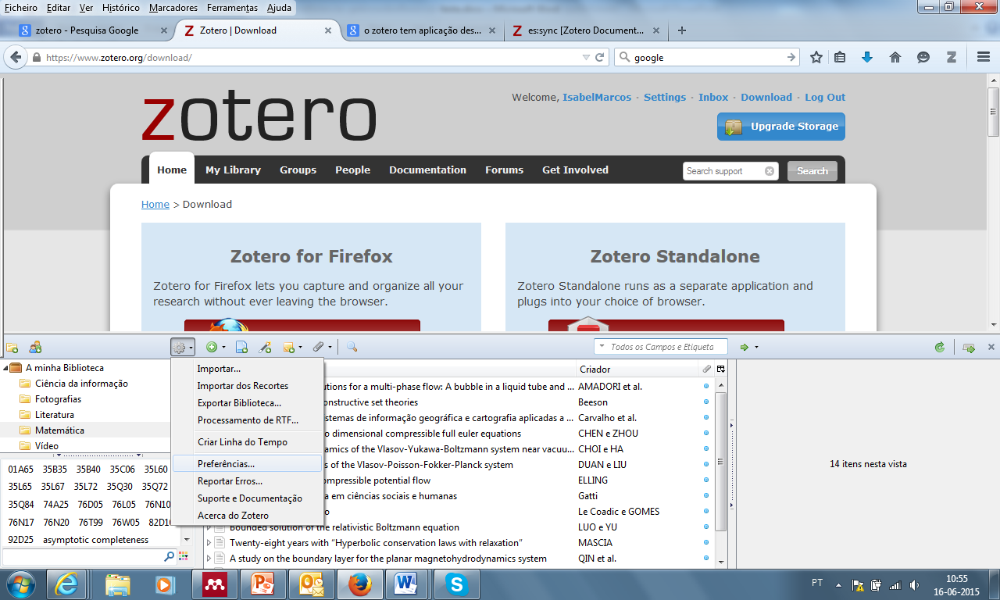 Ficheiro Editar Ver Histórico Marcadores Ferramentas Ajuda
zotero - Pesquisa Google
Zotero | Download
o zotero tem aplicação des...
es:sync [Zotero Document...
https://www.zotero.org/download/
google
zotero
Welcome, IsabelMarcos · Settings · Inbox · Download · Log Out
Upgrade Storage
Home My Library Groups People Documentation Forums Get Involved
Search support
Search
Home > Download
Zotero for Firefox
Zotero for Firefox lets you capture and organize all your
research without ever leaving the browser.
Zotero Standalone
Zotero Standalone runs as a separate application and
plugs into your choice of browser.
Todos os Campos e Etiqueta
A minha Biblioteca
Ciência da informação
Fotografias
Literatura
Matemática
Vídeo
01A65 35B35 35B40 35C06 35L60
35L65 35L67 35L72 35Q30 35Q72
35Q84 74A25 76D05 76L05 76N10
76N17 76N20 76T99 76W05 82D10
92D25 asymptotic completeness
Importar...
Importar dos Recortes
Exportar Biblioteca...
Processamento de RTF...
Criar Linha do Tempo
Preferências...
Reportar Erros...
Suporte e Documentação
Acerca do Zotero
Criador
utions for a multi-phase flow: A bubble in a liquid tube and ... AMADORI et al.
onstructive set theories Beeson
stemas de informação geográfica e cartografia aplicadas a ... Carvalho et al.
o dimensional compressible full euler equations CHEN e ZHOU
amics of the Vlasov-Yukawa-Boltzmann system near vacuu... CHOI e HA
s of the Vlasov-Poisson-Fokker-Planck system DUAN e LIU
mpressible potential flow ELLING
a em ciências sociais e humanas Gatti
o Le Coadic e GOMES
Bounded solution of the relativistic Boltzmann equation LUO e YU
Twenty-eight years with “Hyperbolic conservation laws with relaxation” MASCIA
A study on the boundary layer for the planar magnetohydrodynamics system QIN et al.
14 itens nesta vista
PT
10:55
16-06-2015